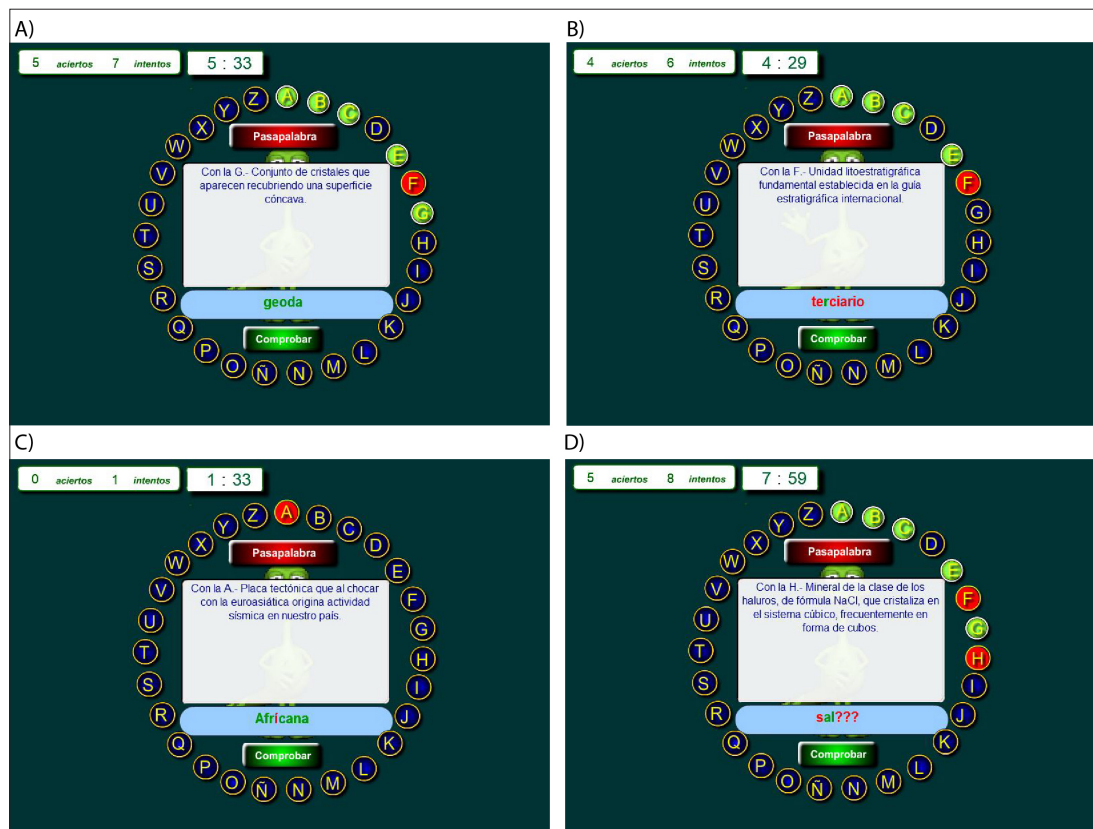 A)
5 aciertos 7 intentos 5 : 33
A B C D E F G H I J K L M N Ñ O P Q R S T U V W X Y Z
Pasapalabra
Con la G.- Conjunto de cristales que
aparecen recubriendo una superficie
cóncava.
geoda
Comprobar
B)
4 aciertos 6 intentos 4 : 29
A B C D E F G H I J K L M N Ñ O P Q R S T U V W X Y Z
Pasapalabra
Con la F.- Unidad litoestratigráfica
fundamental establecida en la guía
estratigráfica internacional.
terciario
Comprobar
C)
0 aciertos 1 intentos 1 : 33
A B C D E F G H I J K L M N Ñ O P Q R S T U V W X Y Z
Pasapalabra
Con la A.- Placa tectónica que al chocar
con la euroasiática origina actividad
sísmica en nuestro país.
Afrícana
Comprobar
D)
5 aciertos 8 intentos 7 : 59
A B C D E F G H I J K L M N Ñ O P Q R S T U V W X Y Z
Pasapalabra
Con la H.- Mineral de la clase de los
haluros, de fórmula NaCl, que cristaliza en
el sistema cúbico, frecuentemente en
forma de cubos.
sal???
Comprobar